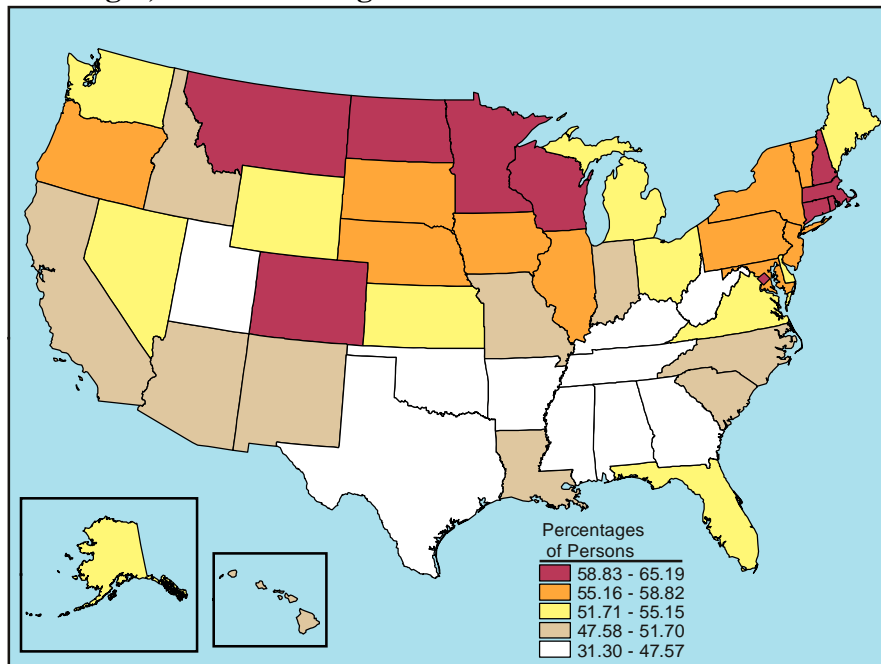 Percentages
of Persons
58.83 - 65.19
55.16 - 58.82
51.71 - 55.15
47.58 - 51.70
31.30 - 47.57